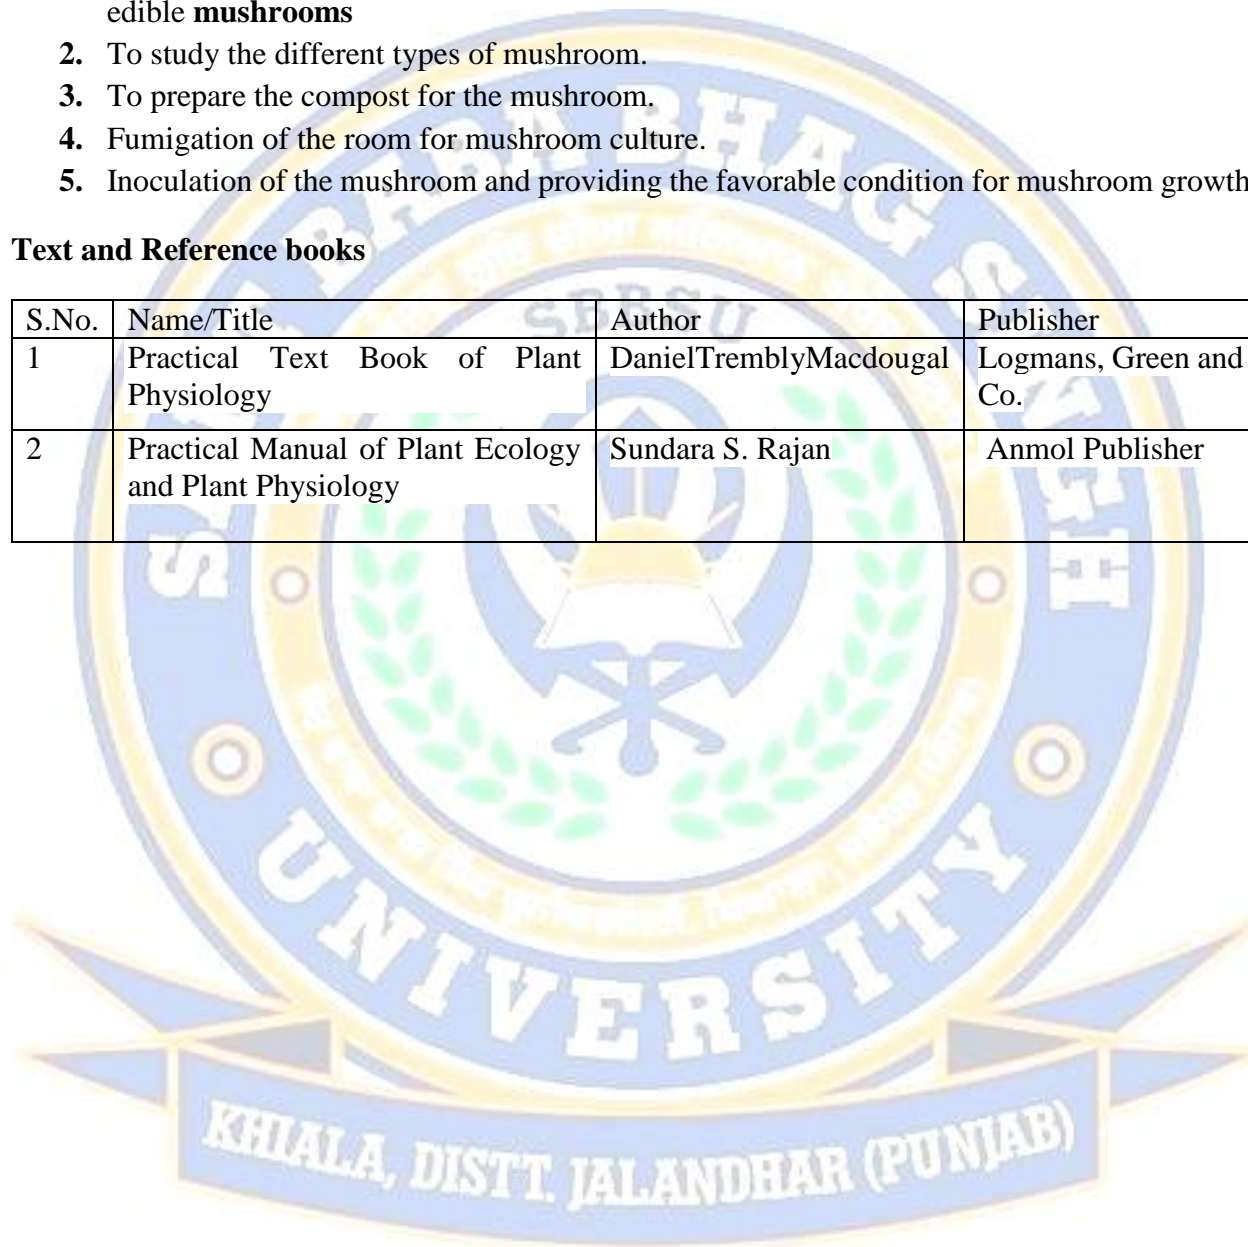 edible mushrooms
2. To study the different types of mushroom.
3. To prepare the compost for the mushroom.
4. Fumigation of the room for mushroom culture.
5. Inoculation of the mushroom and providing the favorable condition for mushroom growth
Text and Reference books
S.No. Name/Title Author Publisher
1 Practical Text Book of Plant DanielTremblyMacdougal Logmans, Green and
Physiology Co.
2 Practical Manual of Plant Ecology Sundara S. Rajan Anmol Publisher
and Plant Physiology
SANT BABA BHAG SINGH
SBBSU
UNIVERSITY
KHIALA, DISTT. JALANDHAR (PUNJAB)